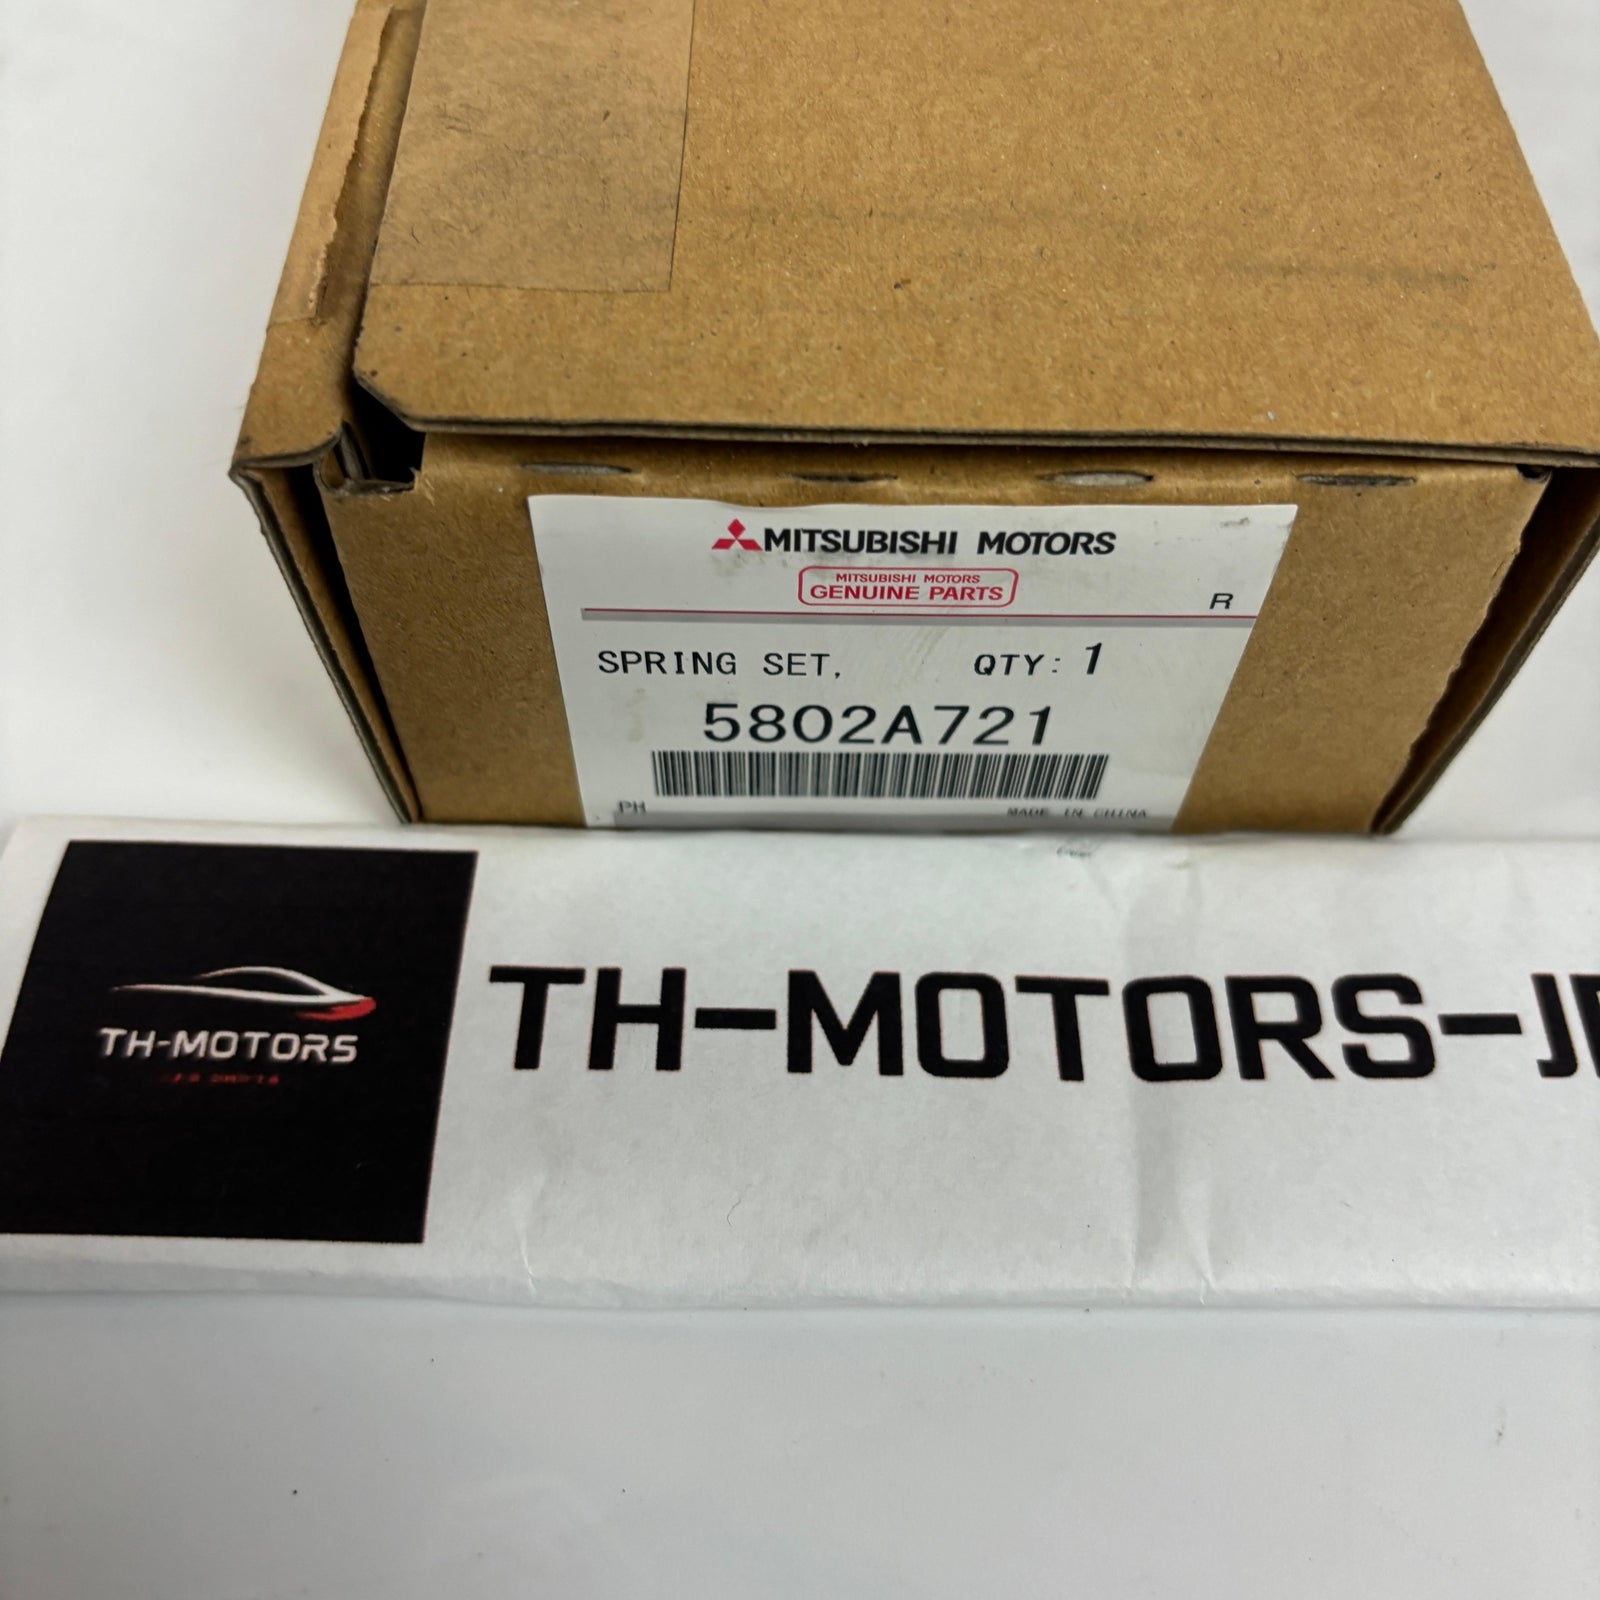 MITSUBISHI MOTORS
MITSUBISHI MOTORS
GENUINE PARTS
R
SPRING SET, QTY: 1
5802A721
PH MADE IN CHINA
TH-MOTORS
TH-MOTORS-J